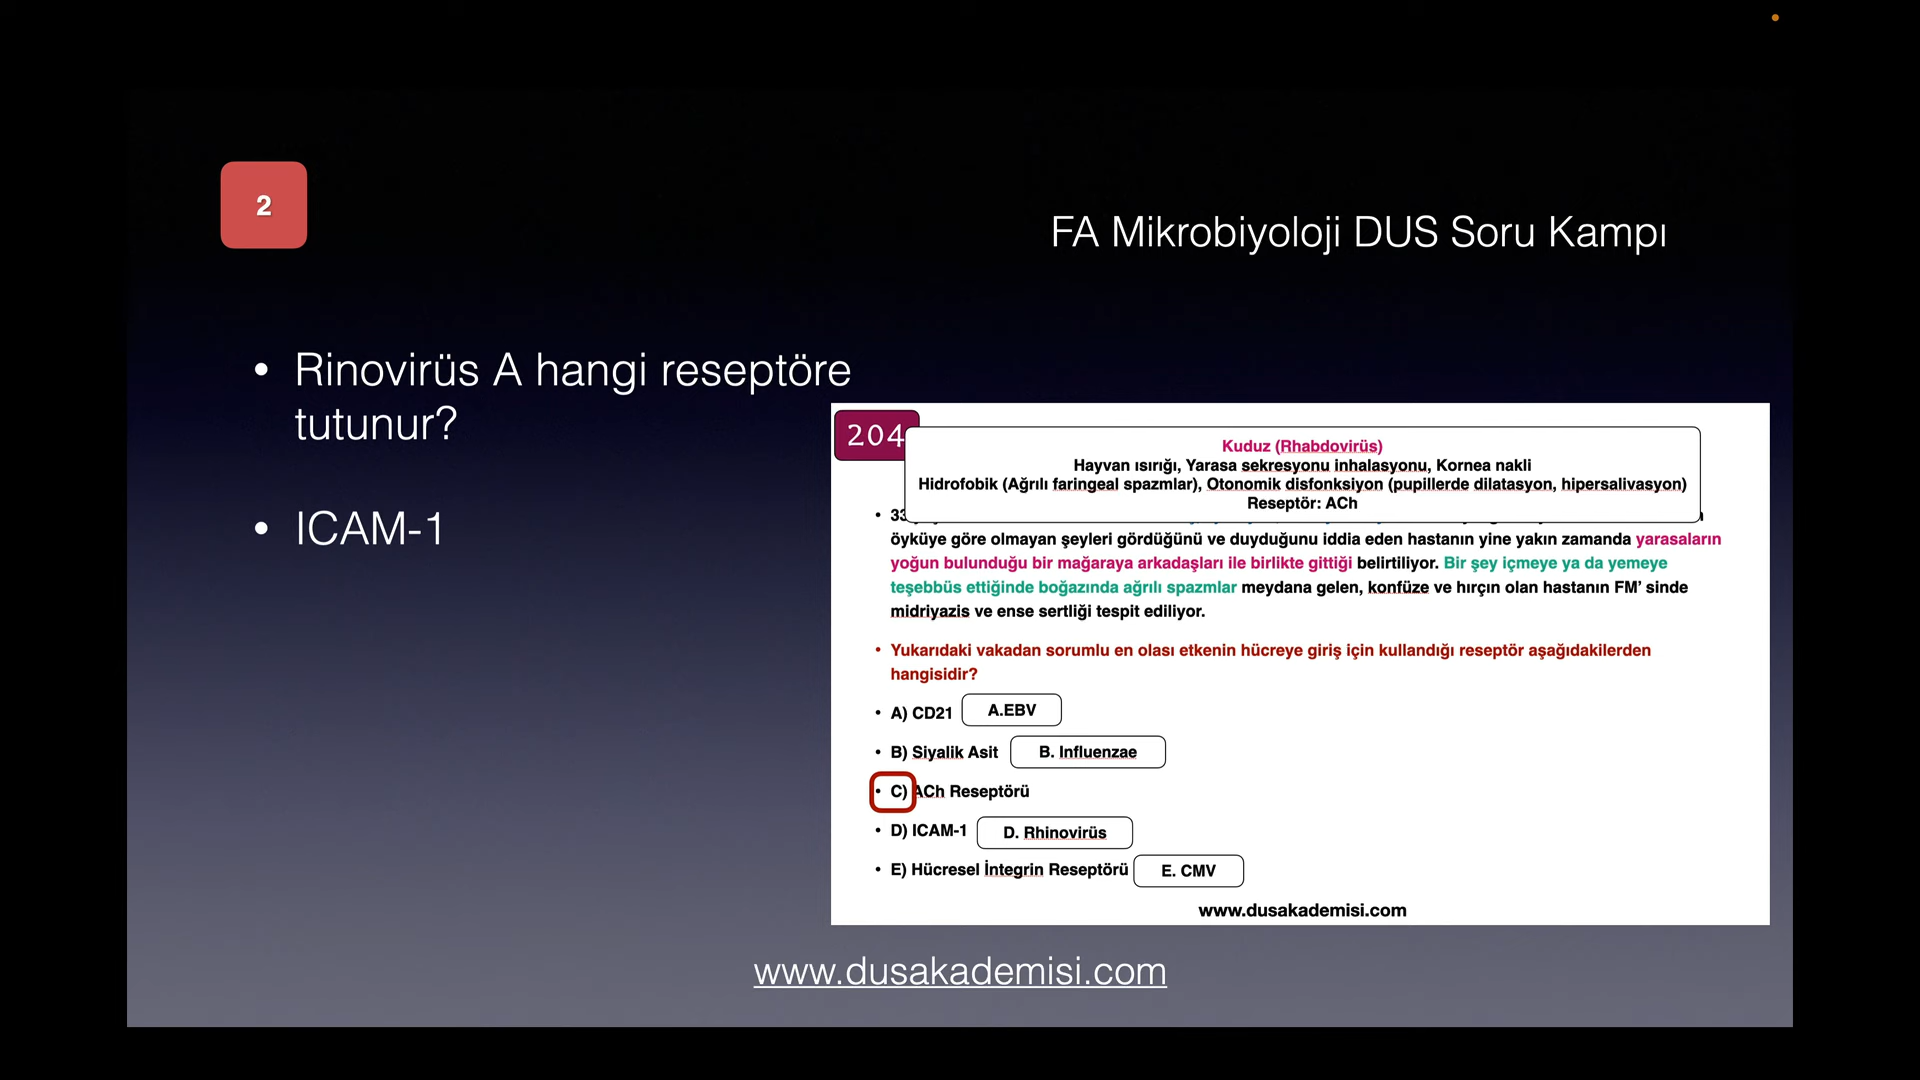 2
FA Mikrobiyoloji DUS Soru Kampı
• Rinovirüs A hangi reseptöre
tutunur?
• ICAM-1
204
Kuduz (Rhabdovirüs)
Hayvan ısırığı, Yarasa sekresyonu inhalasyonu, Kornea nakli
Hidrofobik (Ağrılı faringeal spazmlar), Otonomik disfonksiyon (pupillerde dilatasyon, hipersalivasyon)
Reseptör: ACh
• 33
öyküye göre olmayan şeyleri gördüğünü ve duyduğunu iddia eden hastanın yine yakın zamanda yarasaların
yoğun bulunduğu bir mağaraya arkadaşları ile birlikte gittiği belirtiliyor. Bir şey içmeye ya da yemeye
teşebbüs ettiğinde boğazında ağrılı spazmlar meydana gelen, konfüze ve hırçın olan hastanın FM’ sinde
midriyazis ve ense sertliği tespit ediliyor.
• Yukarıdaki vakadan sorumlu en olası etkenin hücreye giriş için kullandığı reseptör aşağıdakilerden
hangisidir?
• A) CD21 A.EBV
• B) Siyalik Asit B. Influenzae
• C) ACh Reseptörü
• D) ICAM-1 D. Rhinovirüs
• E) Hücresel İntegrin Reseptörü E. CMV
www.dusakademisi.com
www.dusakademisi.com